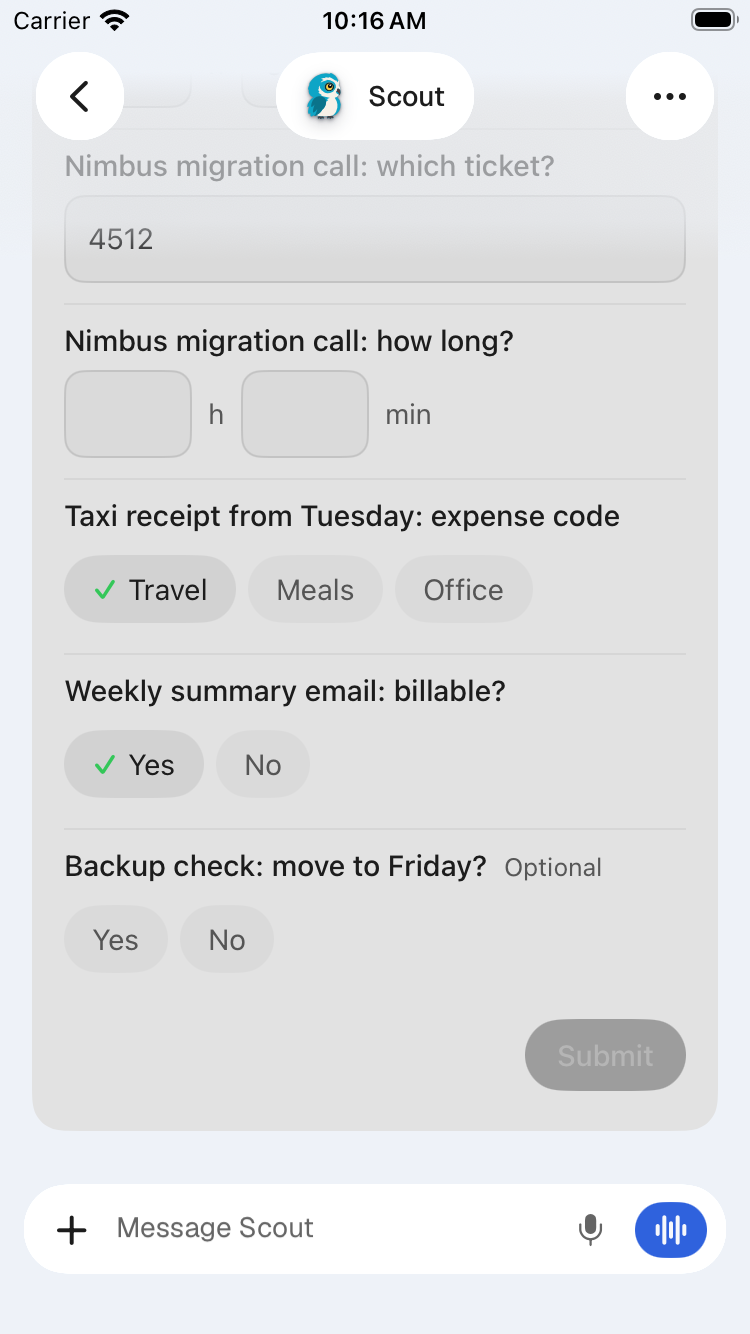 Carrier 10:16 AM
Scout
Nimbus migration call: which ticket?
4512
Nimbus migration call: how long?
h min
Taxi receipt from Tuesday: expense code
Travel Meals Office
Weekly summary email: billable?
Yes No
Backup check: move to Friday? Optional
Yes No
Submit
Message Scout